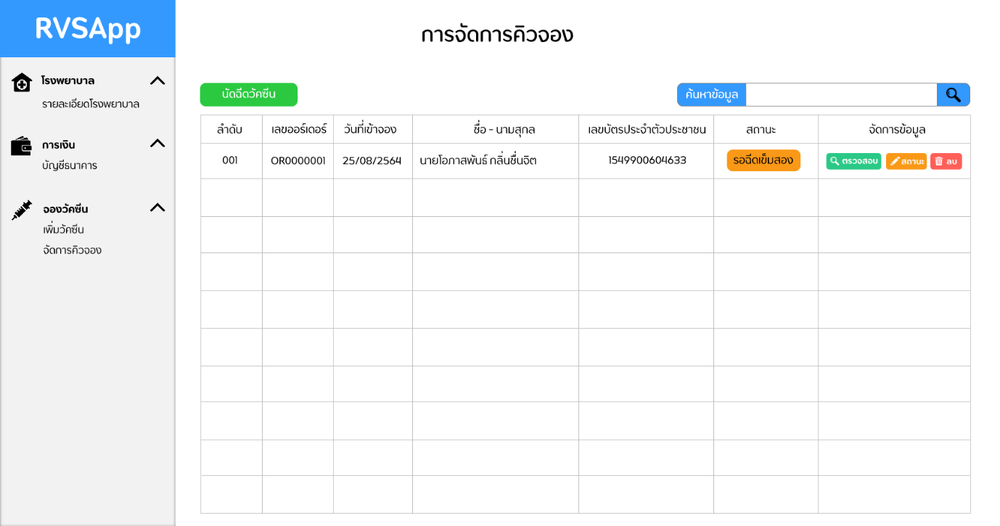 RVSApp
การจัดการคิวจอง
โรงพยาบาล
รายละเอียดโรงพยาบาล
การเงิน
บัญชีธนาคาร
จองวัคซีน
เพิ่มวัคซีน
จัดการคิวจอง
นัดฉีดวัคซีน
ค้นหาข้อมูล
ลำดับ เลขออร์เดอร์ วันที่เข้าจอง ชื่อ - นามสุกล เลขบัตรประจำตัวประชาชน สถานะ จัดการข้อมูล
001 OR0000001 25/08/2564 นายโอภาสพันธ์ กลิ่นชื่นจิต 1549900604633 รอฉีดเข็มสอง ตรวจสอบ สถานะ ลบ